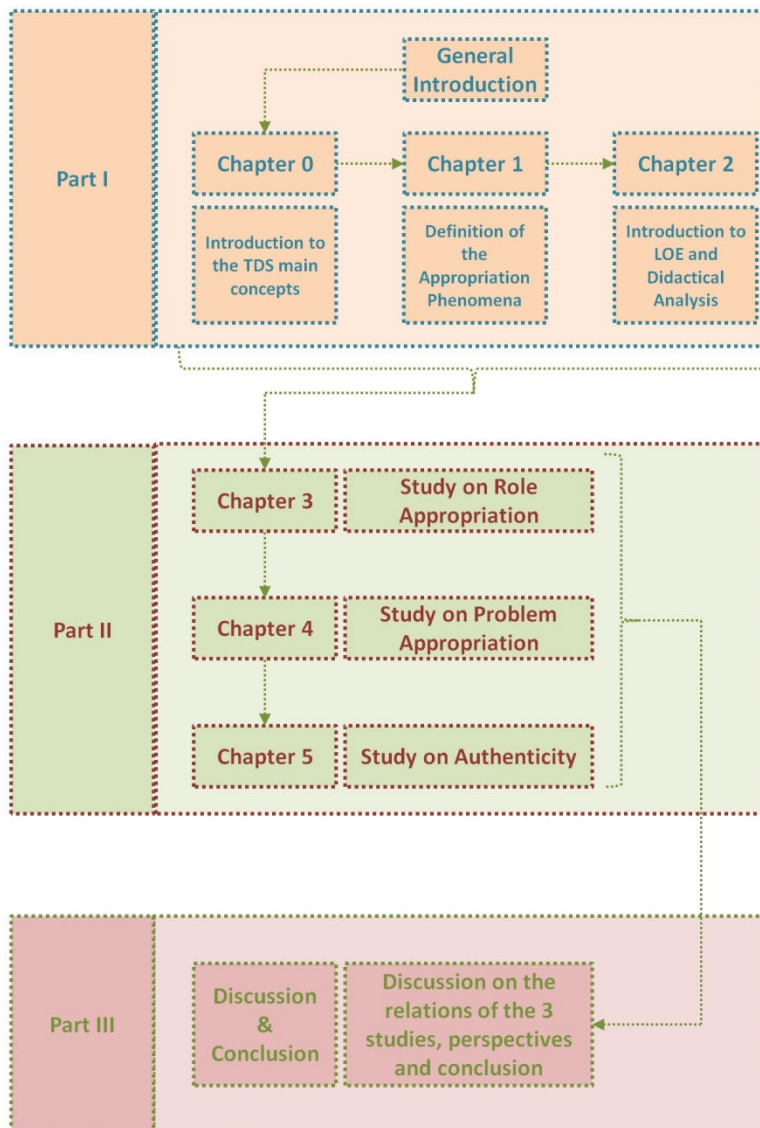 Part I
General
Introduction
Chapter 0
Chapter 1
Chapter 2
Introduction to
the TDS main
concepts
Definition of
the
Appropriation
Phenomena
Introduction to
LOE and
Didactical
Analysis
Part II
Chapter 3
Study on Role
Appropriation
Chapter 4
Study on Problem
Appropriation
Chapter 5
Study on Authenticity
Part III
Discussion
&
Conclusion
Discussion on the
relations of the 3
studies, perspectives
and conclusion